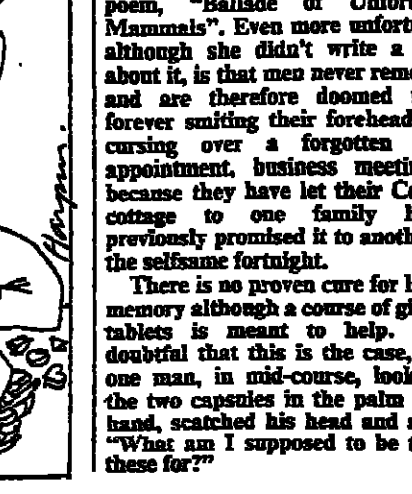 poem, "Ballade of Unfort
Mammals". Even more unfort
although she didn't write a
about it, is that men never reme
and are therefore doomed
forever smiting their forehead
cursing over a forgotten
appointment, business meetin
because they have let their Co
cottage to one family h
previously promised it to anoth
the selfsame fortnight.
There is no proven cure for l
memory although a course of gi
tablets is meant to help.
doubtful that this is the case,
one man, in mid-course, look
the two capsules in the palm
hand, scatched his head and s
"What am I supposed to be t
these for?"